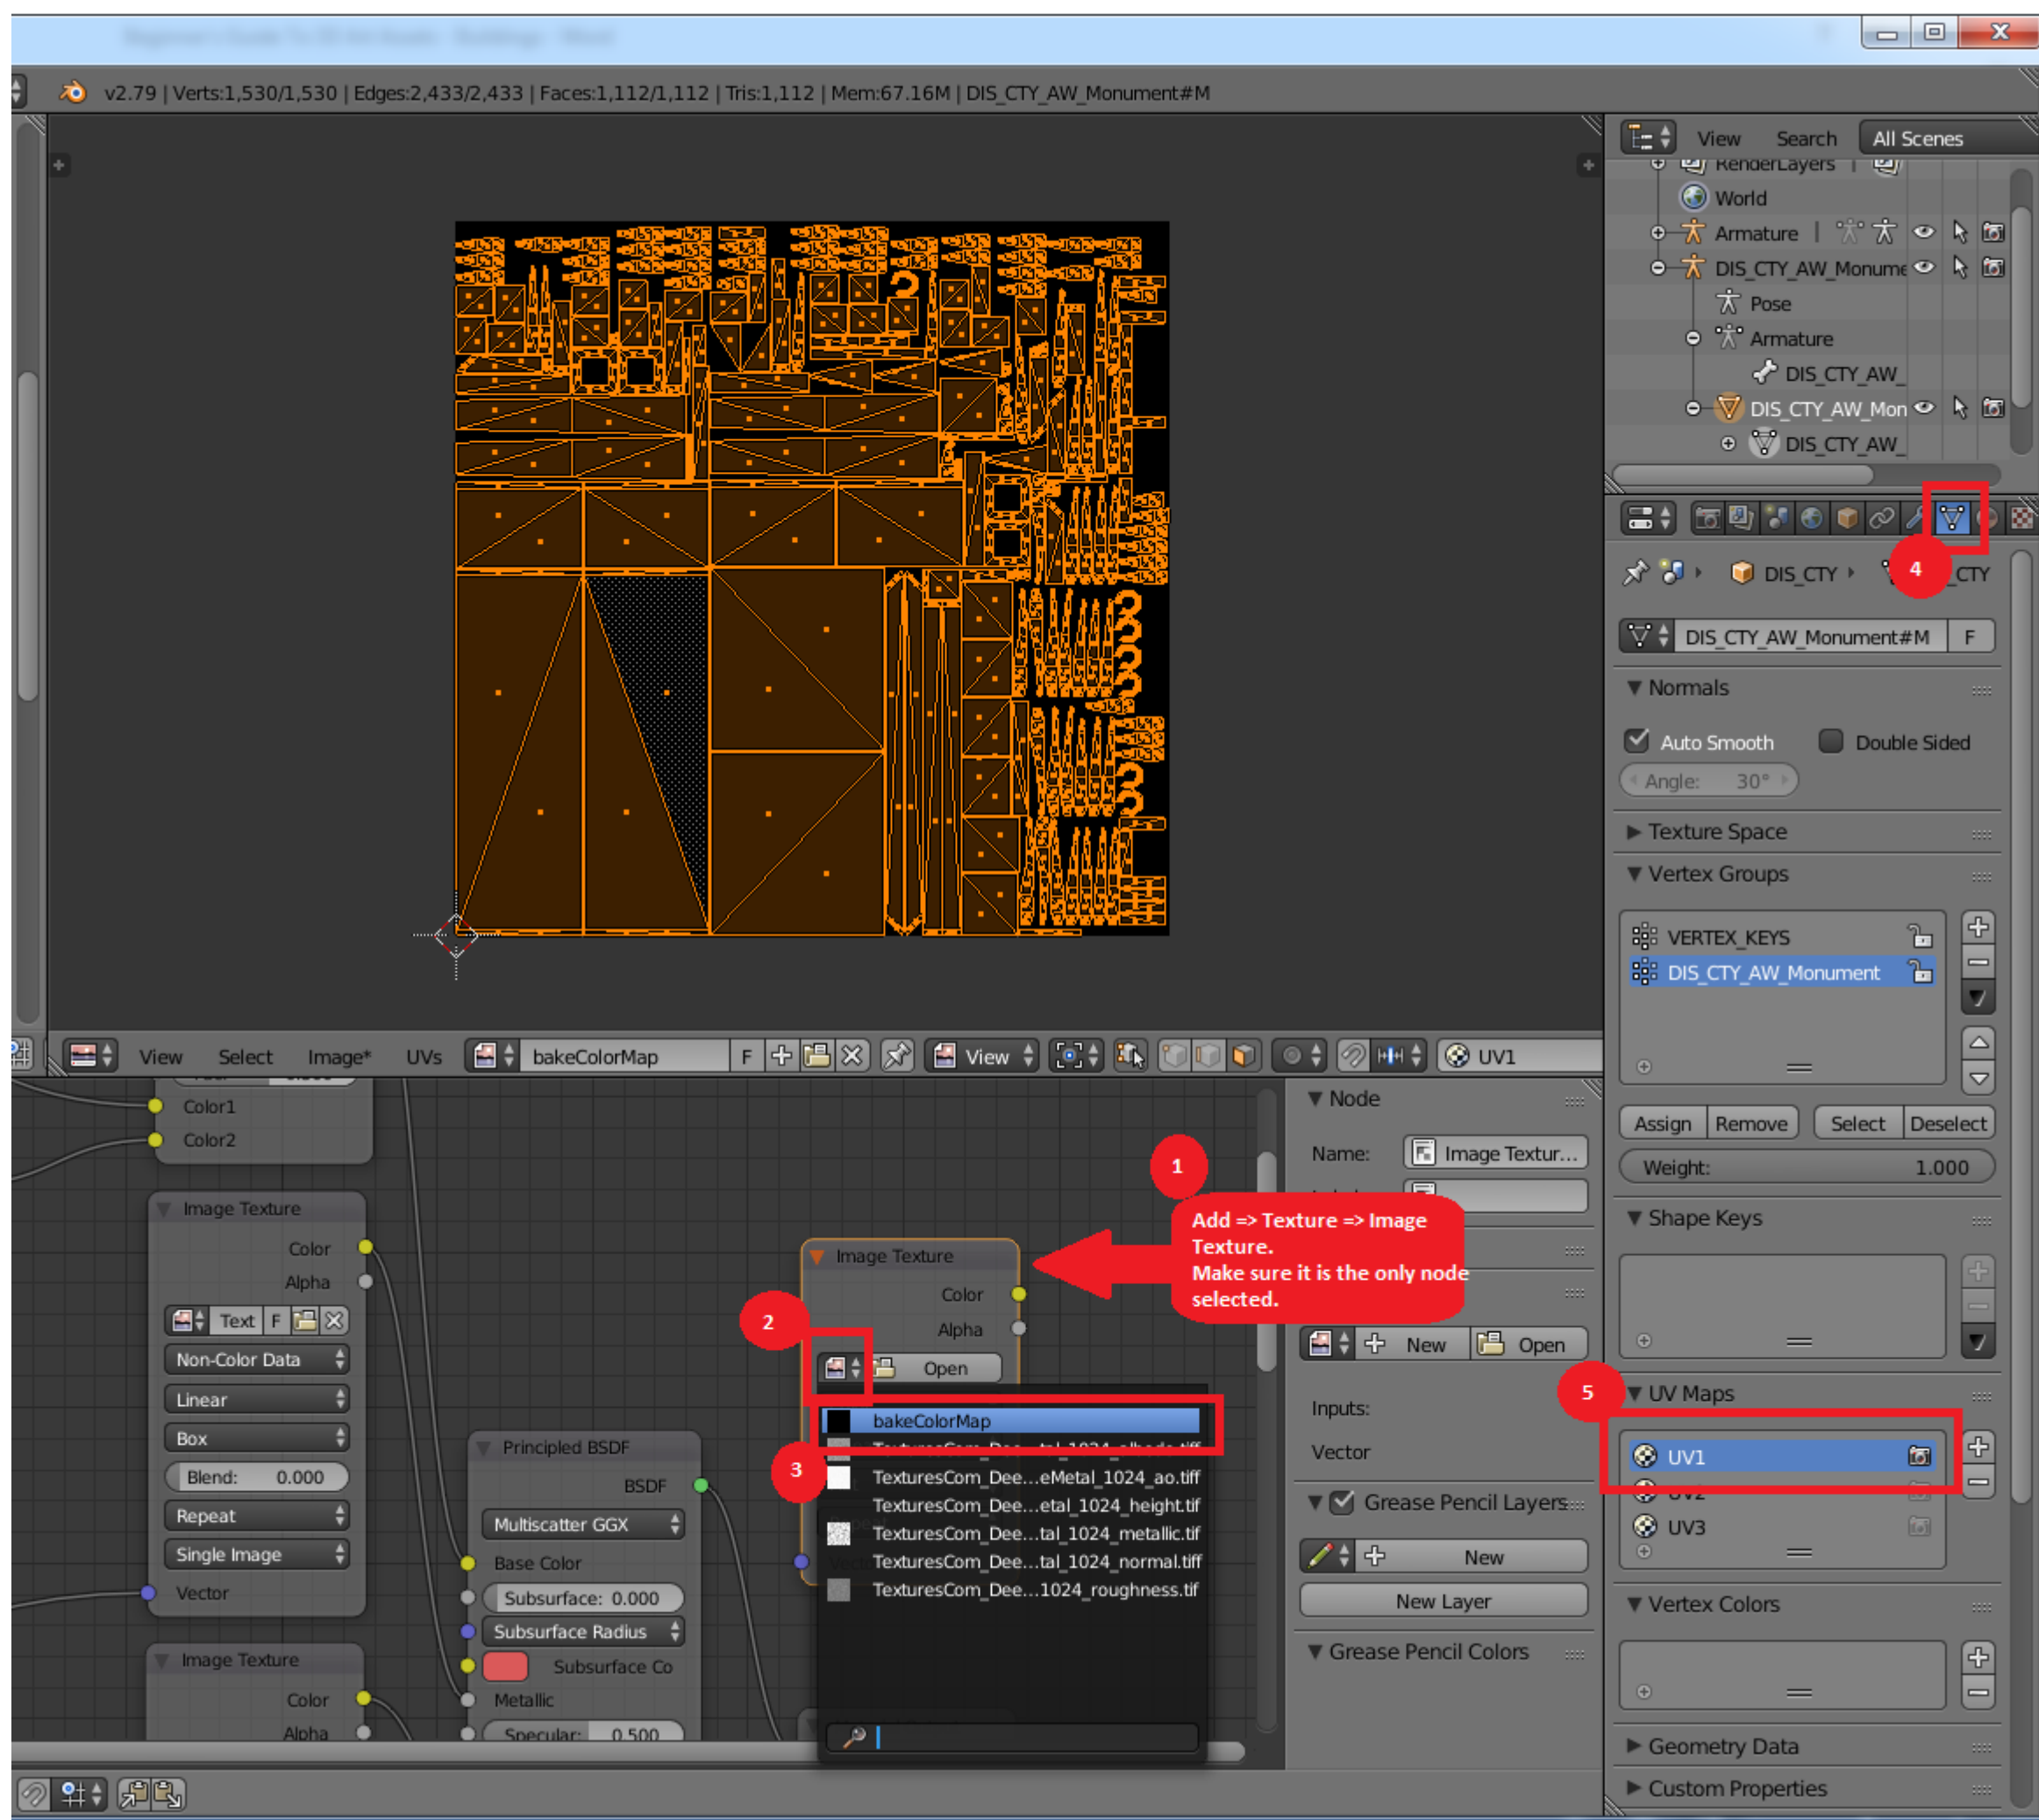 v2.79 | Verts:1,530/1,530 | Edges:2,433/2,433 | Faces:1,112/1,112 | Tris:1,112 | Mem:67.16M | DIS_CTY_AW_Monument#M
View Search All Scenes
RenderLayers
World
Armature
DIS_CTY_AW_Monume
Pose
Armature
DIS_CTY_AW_
DIS_CTY_AW_Mon
DIS_CTY_AW_
4
DIS_CTY
CTY
DIS_CTY_AW_Monument#M F
Normals
Auto Smooth Double Sided
Angle: 30°
Texture Space
Vertex Groups
VERTEX_KEYS
DIS_CTY_AW_Monument
Assign Remove Select Deselect
Weight: 1.000
Shape Keys
5
UV Maps
UV1
UV2
UV3
Vertex Colors
Geometry Data
Custom Properties
View Select Image* UVs bakeColorMap F View UV1
Color1
Color2
Image Texture
Color
Alpha
Text F
Non-Color Data
Linear
Box
Blend: 0.000
Repeat
Single Image
Vector
Image Texture
Color
Alpha
Principled BSDF
BSDF
Multiscatter GGX
Base Color
Subsurface: 0.000
Subsurface Radius
Subsurface Co
Metallic
Specular: 0.500
1
Add => Texture => Image
Texture.
Make sure it is the only node
selected.
2
Image Texture
Color
Alpha
Open
3
bakeColorMap
TexturesCom_Dee...tal_1024_albedo.tiff
TexturesCom_Dee...eMetal_1024_ao.tiff
TexturesCom_Dee...etal_1024_height.tif
TexturesCom_Dee...tal_1024_metallic.tif
TexturesCom_Dee...tal_1024_normal.tiff
TexturesCom_Dee...1024_roughness.tif
Node
Name: Image Textur...
New Open
Inputs:
Vector
Grease Pencil Layers
New
New Layer
Grease Pencil Colors